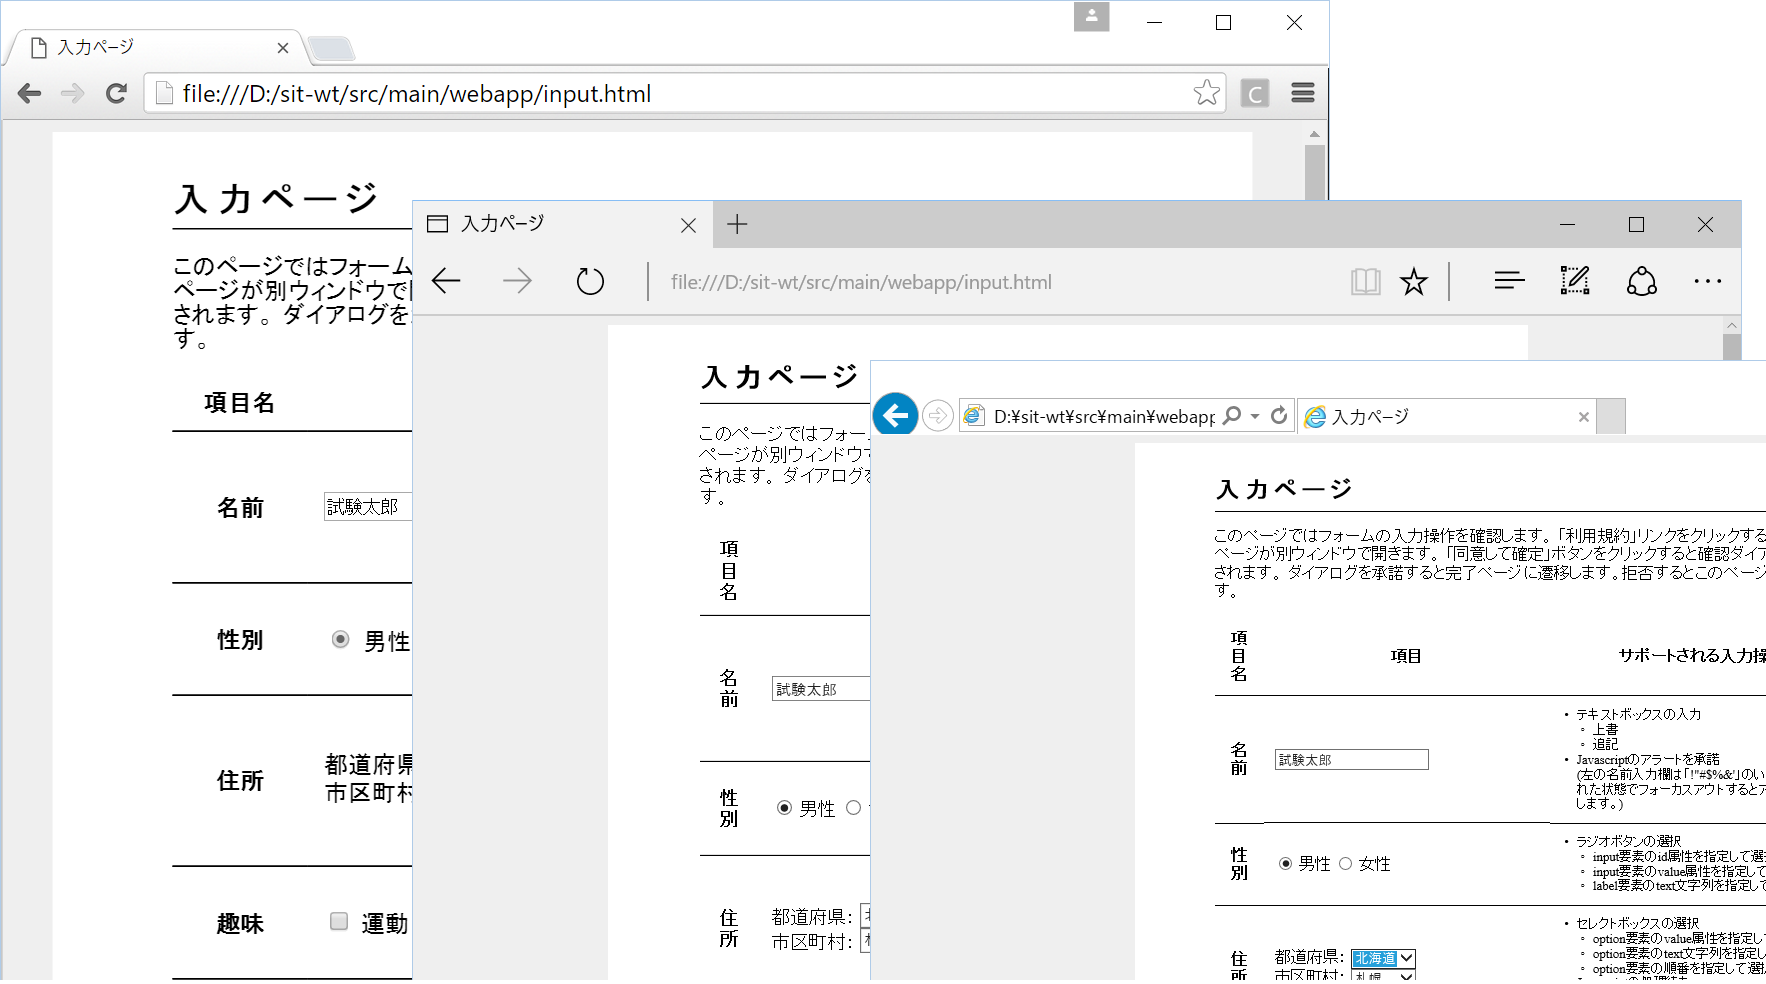 入力ページ
file:///D:/sit-wt/src/main/webapp/input.html
入力ページ
このページではフォーム
ページが別ウィンドウで
されます。ダイアログを
す。
項目名
名前
試験太郎
性別
男性
住所
都道府県
市区町村
趣味
運動
入力ページ
file:///D:/sit-wt/src/main/webapp/input.html
入力ページ
このページではフォー
ページが別ウィンドウ
されます。ダイアログ
す。
項目名
名前
試験太郎
性別
男性
住所
都道府県:
市区町村:
D:¥sit-wt¥src¥main¥webapp
入力ページ
入力ページ
このページではフォームの入力操作を確認します。「利用規約」リンクをクリックする
ページが別ウィンドウで開きます。「同意して確定」ボタンをクリックすると確認ダイア
されます。ダイアログを承諾すると完了ページに遷移します。拒否するとこのページ
す。
項目名
項目
サポートされる入力操
名前
試験太郎
・テキストボックスの入力
◦ 上書
◦ 追記
・Javascriptのアラートを承諾
(左の名前入力欄は「!"#$%&'」のい
れた状態でフォーカスアウトするとア
します。)
性別
男性 女性
・ラジオボタンの選択
◦ input要素のid属性を指定して選
◦ input要素のvalue属性を指定して
◦ label要素のtext文字列を指定して
住所
都道府県: 北海道
市区町村: 札幌
・セレクトボックスの選択
◦ option要素のvalue属性を指定し
◦ option要素のtext文字列を指定し
◦ option要素の順番を指定して選